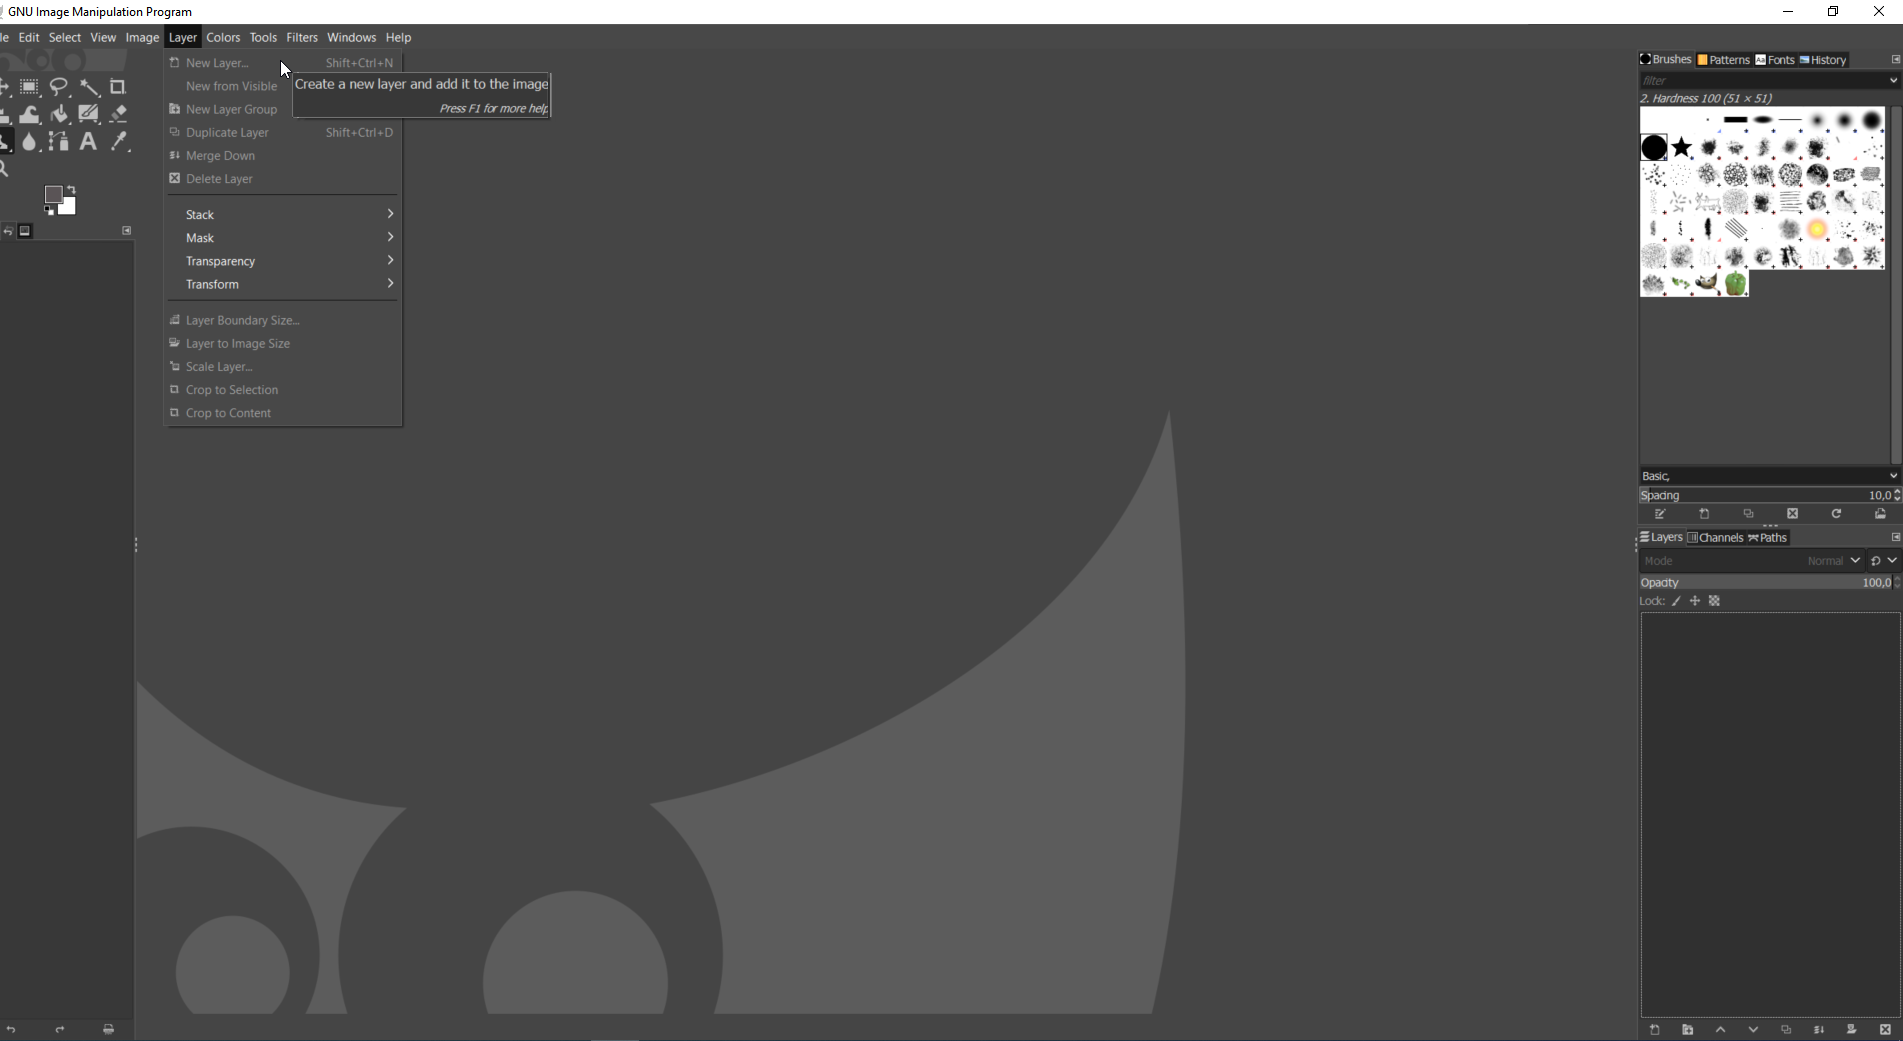 GNU Image Manipulation Program
le Edit Select View Image Layer Colors Tools Filters Windows Help
New Layer... Shift+Ctrl+N
New from Visible
New Layer Group
Duplicate Layer Shift+Ctrl+D
Merge Down
Delete Layer
Stack
Mask
Transparency
Transform
Layer Boundary Size...
Layer to Image Size
Scale Layer...
Crop to Selection
Crop to Content
Create a new layer and add it to the image
Press F1 for more help
Brushes Patterns Aa Fonts History
filter
2. Hardness 100 (51 × 51)
Basic,
Spacing 10,0
Layers Channels Paths
Mode Normal
Opacity 100,0
Lock: